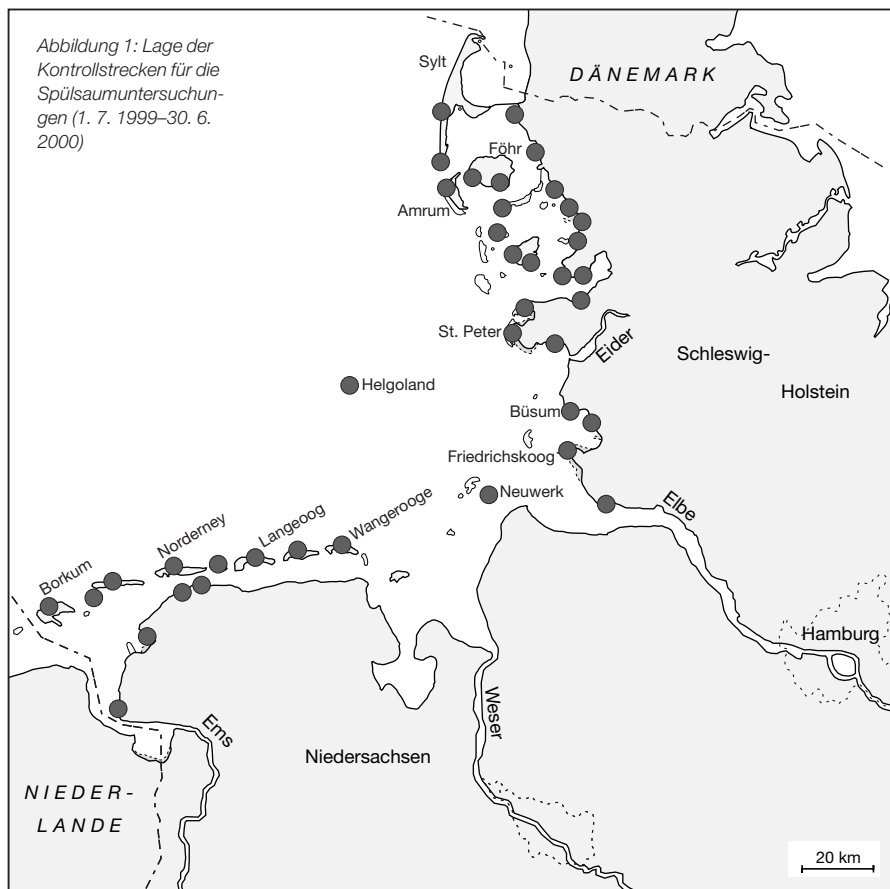 Abbildung 1: Lage der
Kontrollstrecken für die
Spülsaumuntersuchun-
gen (1. 7. 1999–30. 6.
2000)
Sylt
DÄNEMARK
Föhr
Amrum
St. Peter
Eider
Schleswig-
Holstein
Helgoland
Büsum
Friedrichskoog
Neuwerk
Elbe
Wangerooge
Langeoog
Norderney
Borkum
Hamburg
Weser
Ems
Niedersachsen
NIEDER-
LANDE
20 km